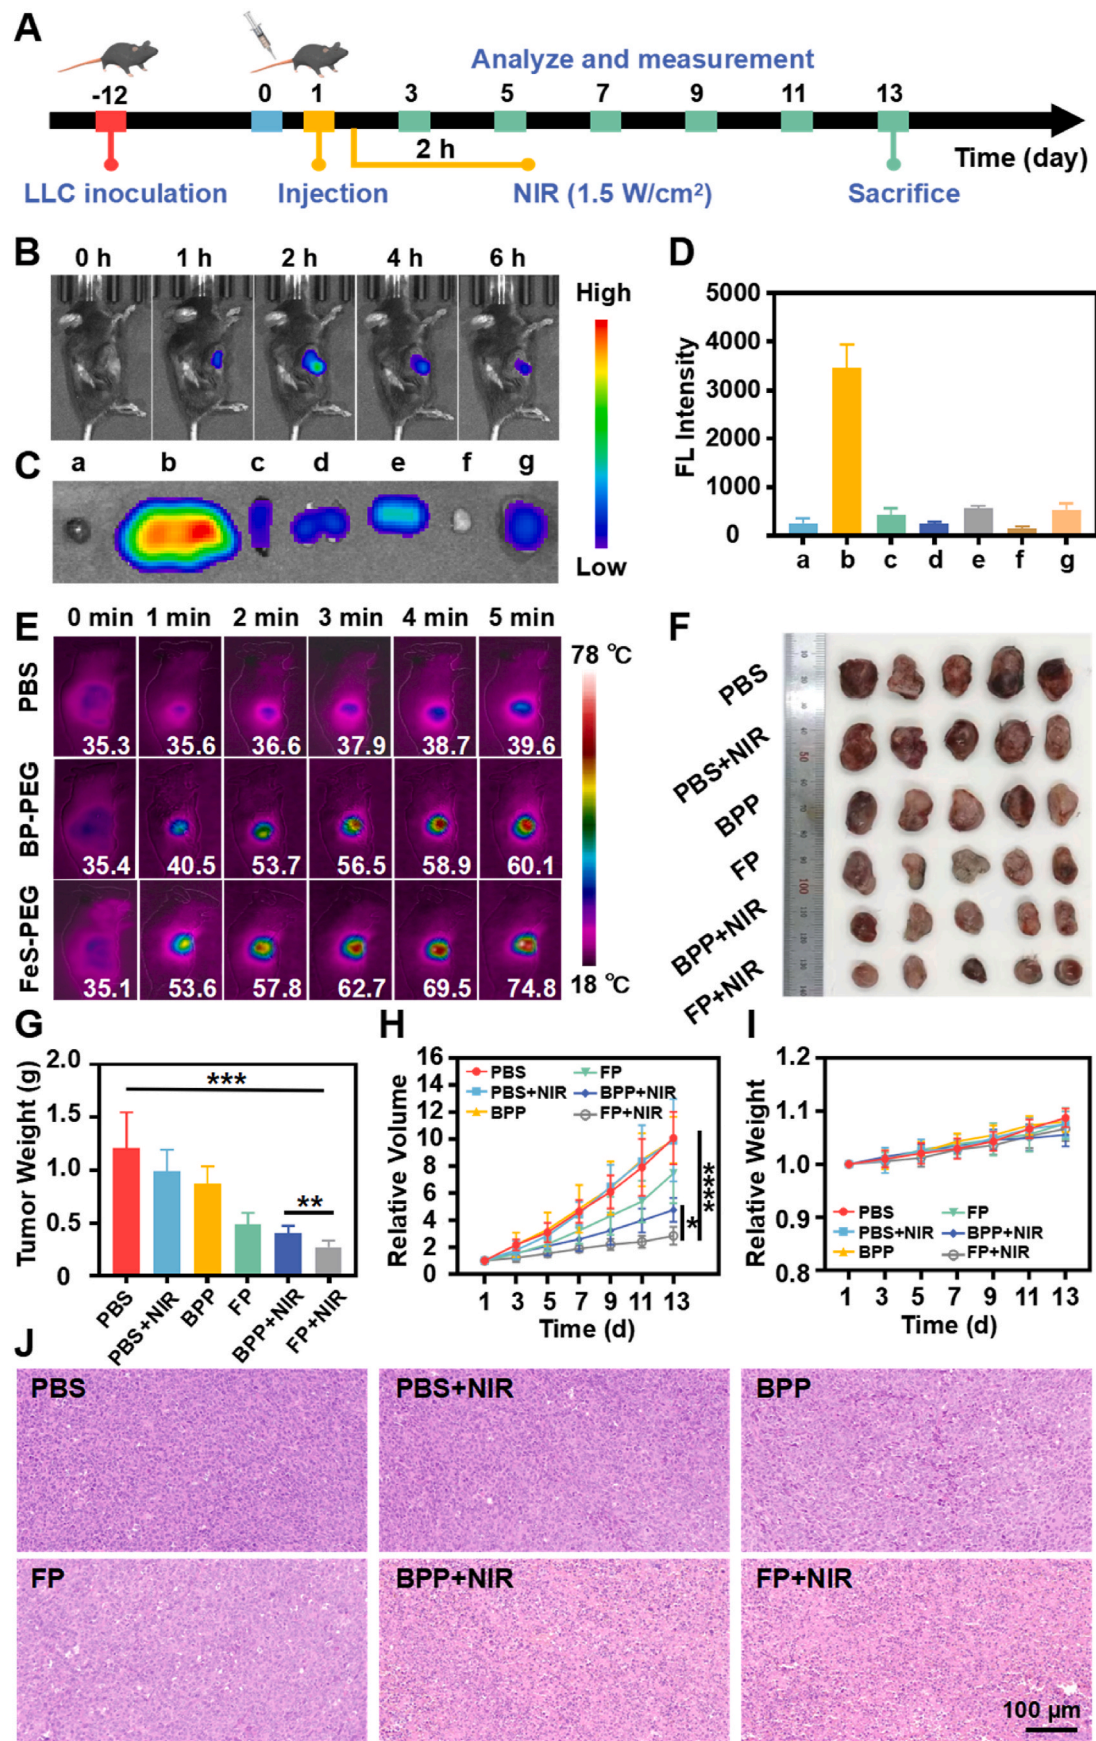 A
Analyze and measurement
-12 0 1 3 5 7 9 11 13
2 h
Time (day)
LLC inoculation Injection NIR (1.5 W/cm²) Sacrifice
B
0 h 1 h 2 h 4 h 6 h
High
Low
C
a b c d e f g
D
FL Intensity
5000
4000
3000
2000
1000
0
a b c d e f g
E
0 min 1 min 2 min 3 min 4 min 5 min
PBS
35.3 35.6 36.6 37.9 38.7 39.6
BP-PEG
35.4 40.5 53.7 56.5 58.9 60.1
FeS-PEG
35.1 53.6 57.8 62.7 69.5 74.8
78 ℃
18 ℃
F
PBS
PBS+NIR
BPP
FP
BPP+NIR
FP+NIR
50
100
G
Tumor Weight (g)
2.0
1.5
1.0
0.5
0
***
**
PBS PBS+NIR BPP FP BPP+NIR FP+NIR
H
Relative Volume
16
14
12
10
8
6
4
2
0
PBS FP
PBS+NIR BPP+NIR
BPP FP+NIR
****
*
1 3 5 7 9 11 13
Time (d)
I
Relative Weight
1.2
1.1
1.0
0.9
0.8
PBS FP
PBS+NIR BPP+NIR
BPP FP+NIR
1 3 5 7 9 11 13
Time (d)
J
PBS PBS+NIR BPP
FP BPP+NIR FP+NIR
100 μm